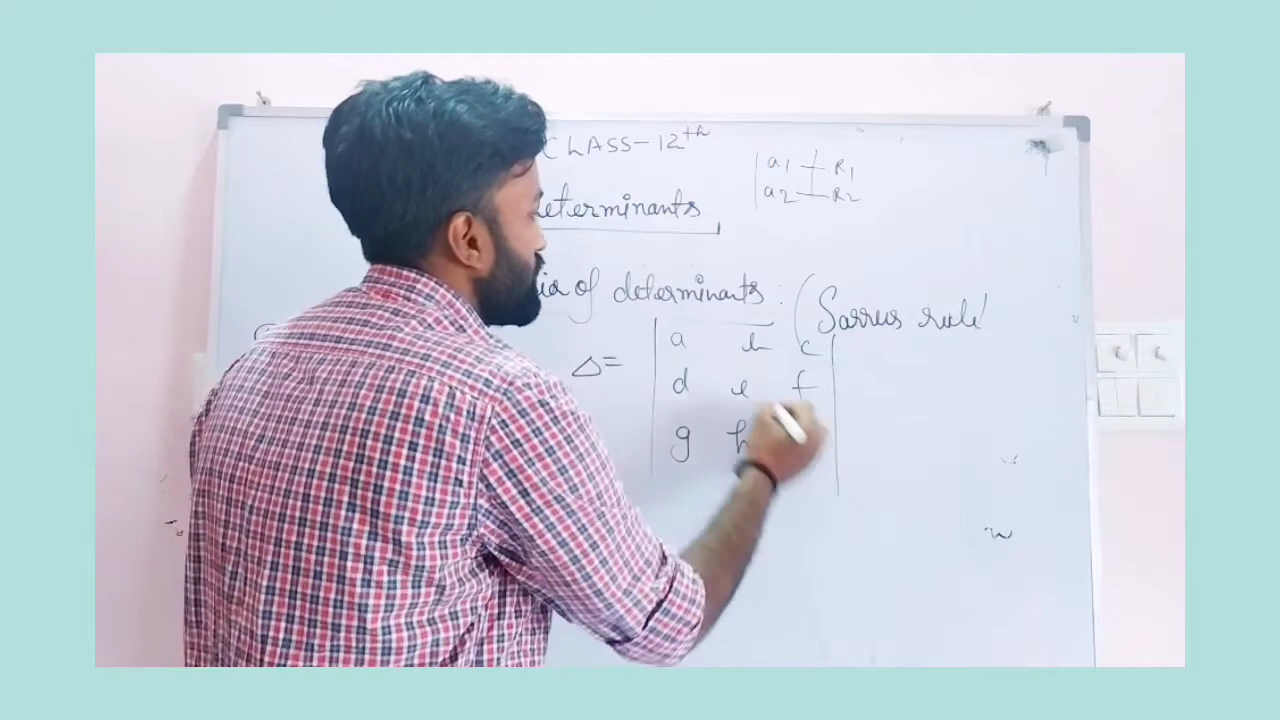 CLASS-12th
eterminants
a1 R1
a2 R2
of determinants : (Sarrus rule)
Δ= a b c
d e f
g h